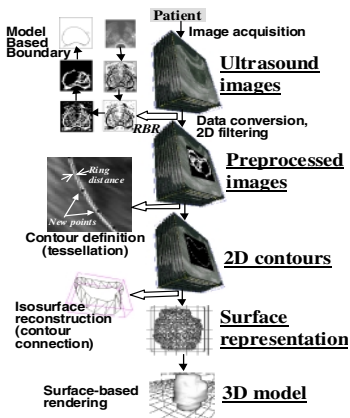 Patient
Model
Based
Boundary
Image acquisition
Ultrasound
images
RBR
Data conversion,
2D filtering
Preprocessed
images
Ring
distance
New points
Contour definition
(tessellation)
2D contours
Isosurface
reconstruction
(contour
connection)
Surface
representation
Surface-based
rendering
3D model